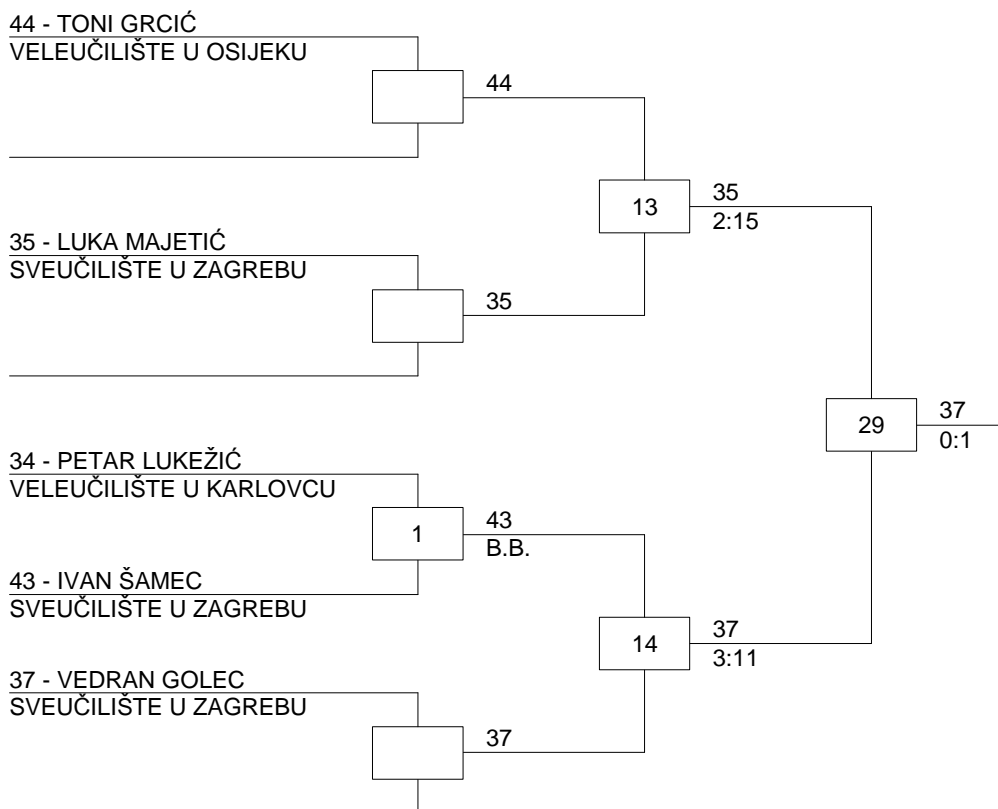 44 - TONI GRCIĆ
VELEUČILIŠTE U OSIJEKU
44
13
35
2:15
35 - LUKA MAJETIĆ
SVEUČILIŠTE U ZAGREBU
35
29
37
0:1
34 - PETAR LUKEŽIĆ
VELEUČILIŠTE U KARLOVCU
1
43
B.B.
43 - IVAN ŠAMEC
SVEUČILIŠTE U ZAGREBU
14
37
3:11
37 - VEDRAN GOLEC
SVEUČILIŠTE U ZAGREBU
37